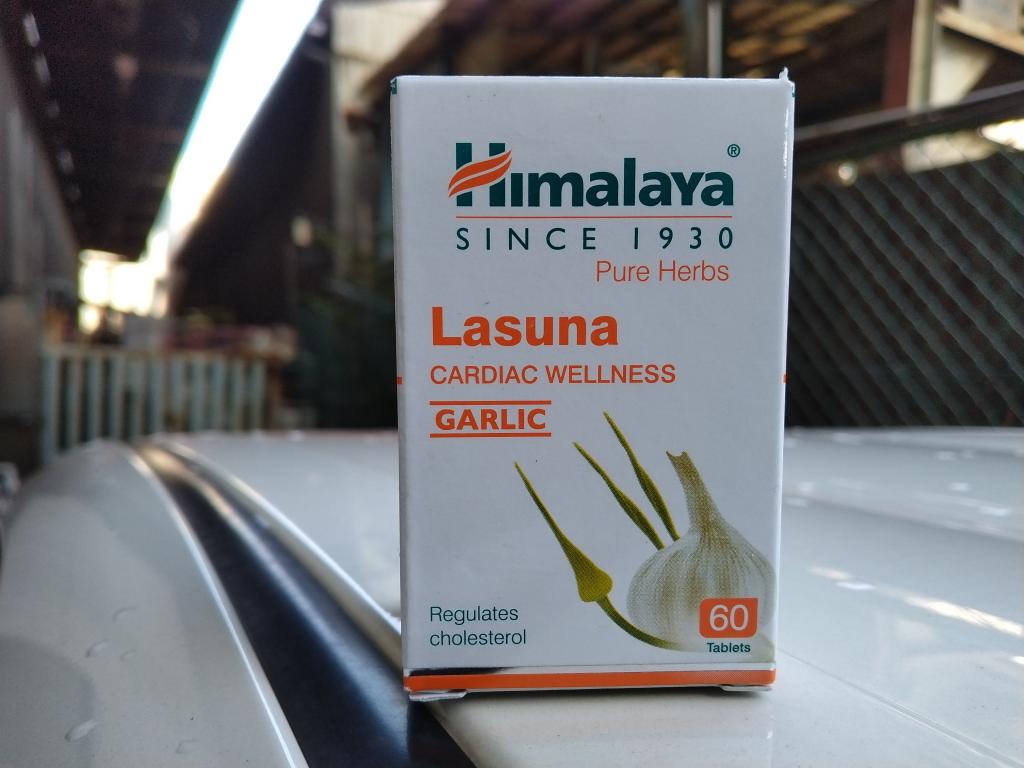 Himalaya®
SINCE 1930
Pure Herbs
Lasuna
CARDIAC WELLNESS
GARLIC
Regulates
cholesterol
60
Tablets